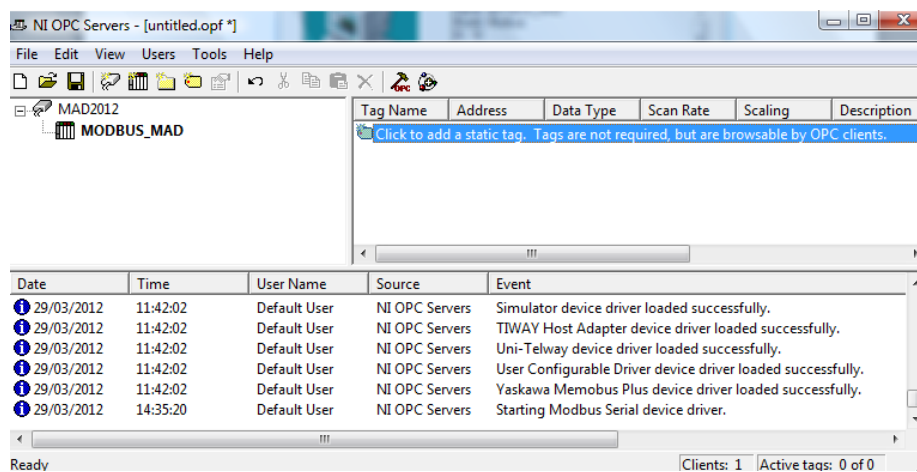 NI OPC Servers - [untitled.opf *]
File Edit View Users Tools Help
MAD2012
MODBUS_MAD
Tag Name Address Data Type Scan Rate Scaling Description
Click to add a static tag. Tags are not required, but are browsable by OPC clients.
Date Time User Name Source Event
29/03/2012 11:42:02 Default User NI OPC Servers Simulator device driver loaded successfully.
29/03/2012 11:42:02 Default User NI OPC Servers TIWAY Host Adapter device driver loaded successfully.
29/03/2012 11:42:02 Default User NI OPC Servers Uni-Telway device driver loaded successfully.
29/03/2012 11:42:02 Default User NI OPC Servers User Configurable Driver device driver loaded successfully.
29/03/2012 11:42:02 Default User NI OPC Servers Yaskawa Memobus Plus device driver loaded successfully.
29/03/2012 14:35:20 Default User NI OPC Servers Starting Modbus Serial device driver.
Ready Clients: 1 Active tags: 0 of 0